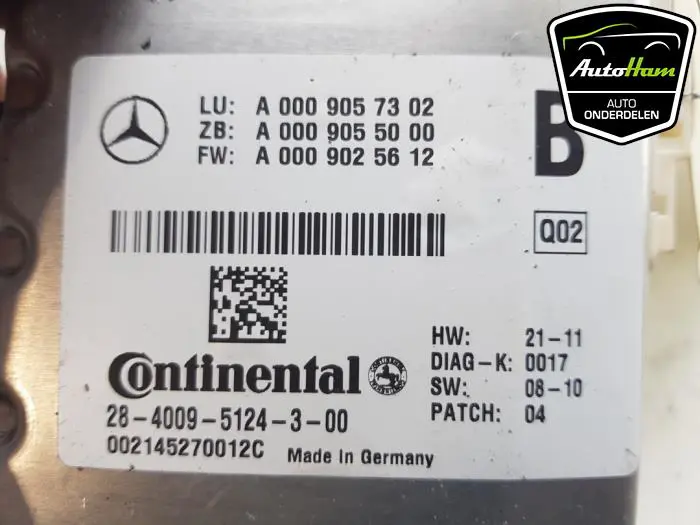 LU: A 000 905 73 02
ZB: A 000 905 50 00
FW: A 000 902 56 12
B
Q02
Continental
28-4009-5124-3-00
002145270012C Made In Germany
HW: 21-11
DIAG-K: 0017
SW: 08-10
PATCH: 04
AutoHam
AUTO
ONDERDELEN